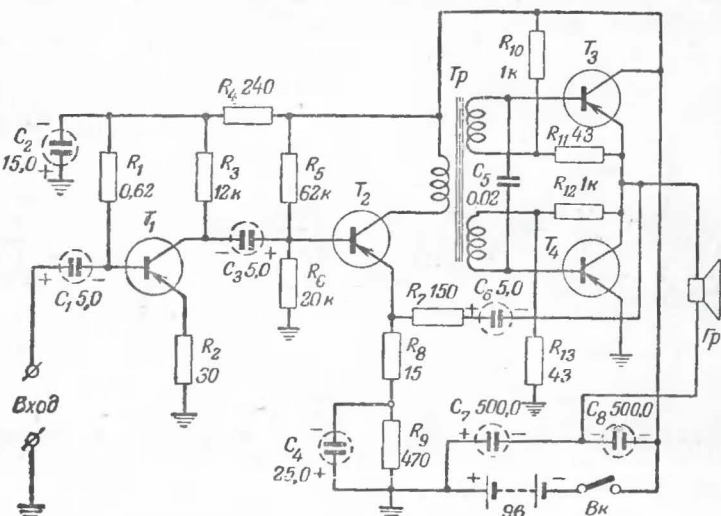 R10
1к
T3
Тр
R4 240
C2
15,0
R1
0,62
R3
12к
R5
62к
T2
R11 43
C5
0.02
R12 1к
T1
T4
C1 5,0
C3 5,0
R6
20к
R7 150
C6 5,0
Гр
R2
30
R8
15
R13
43
Вход
C7 500,0
C8 500,0
C4
25,0
R9
470
9в
Вк